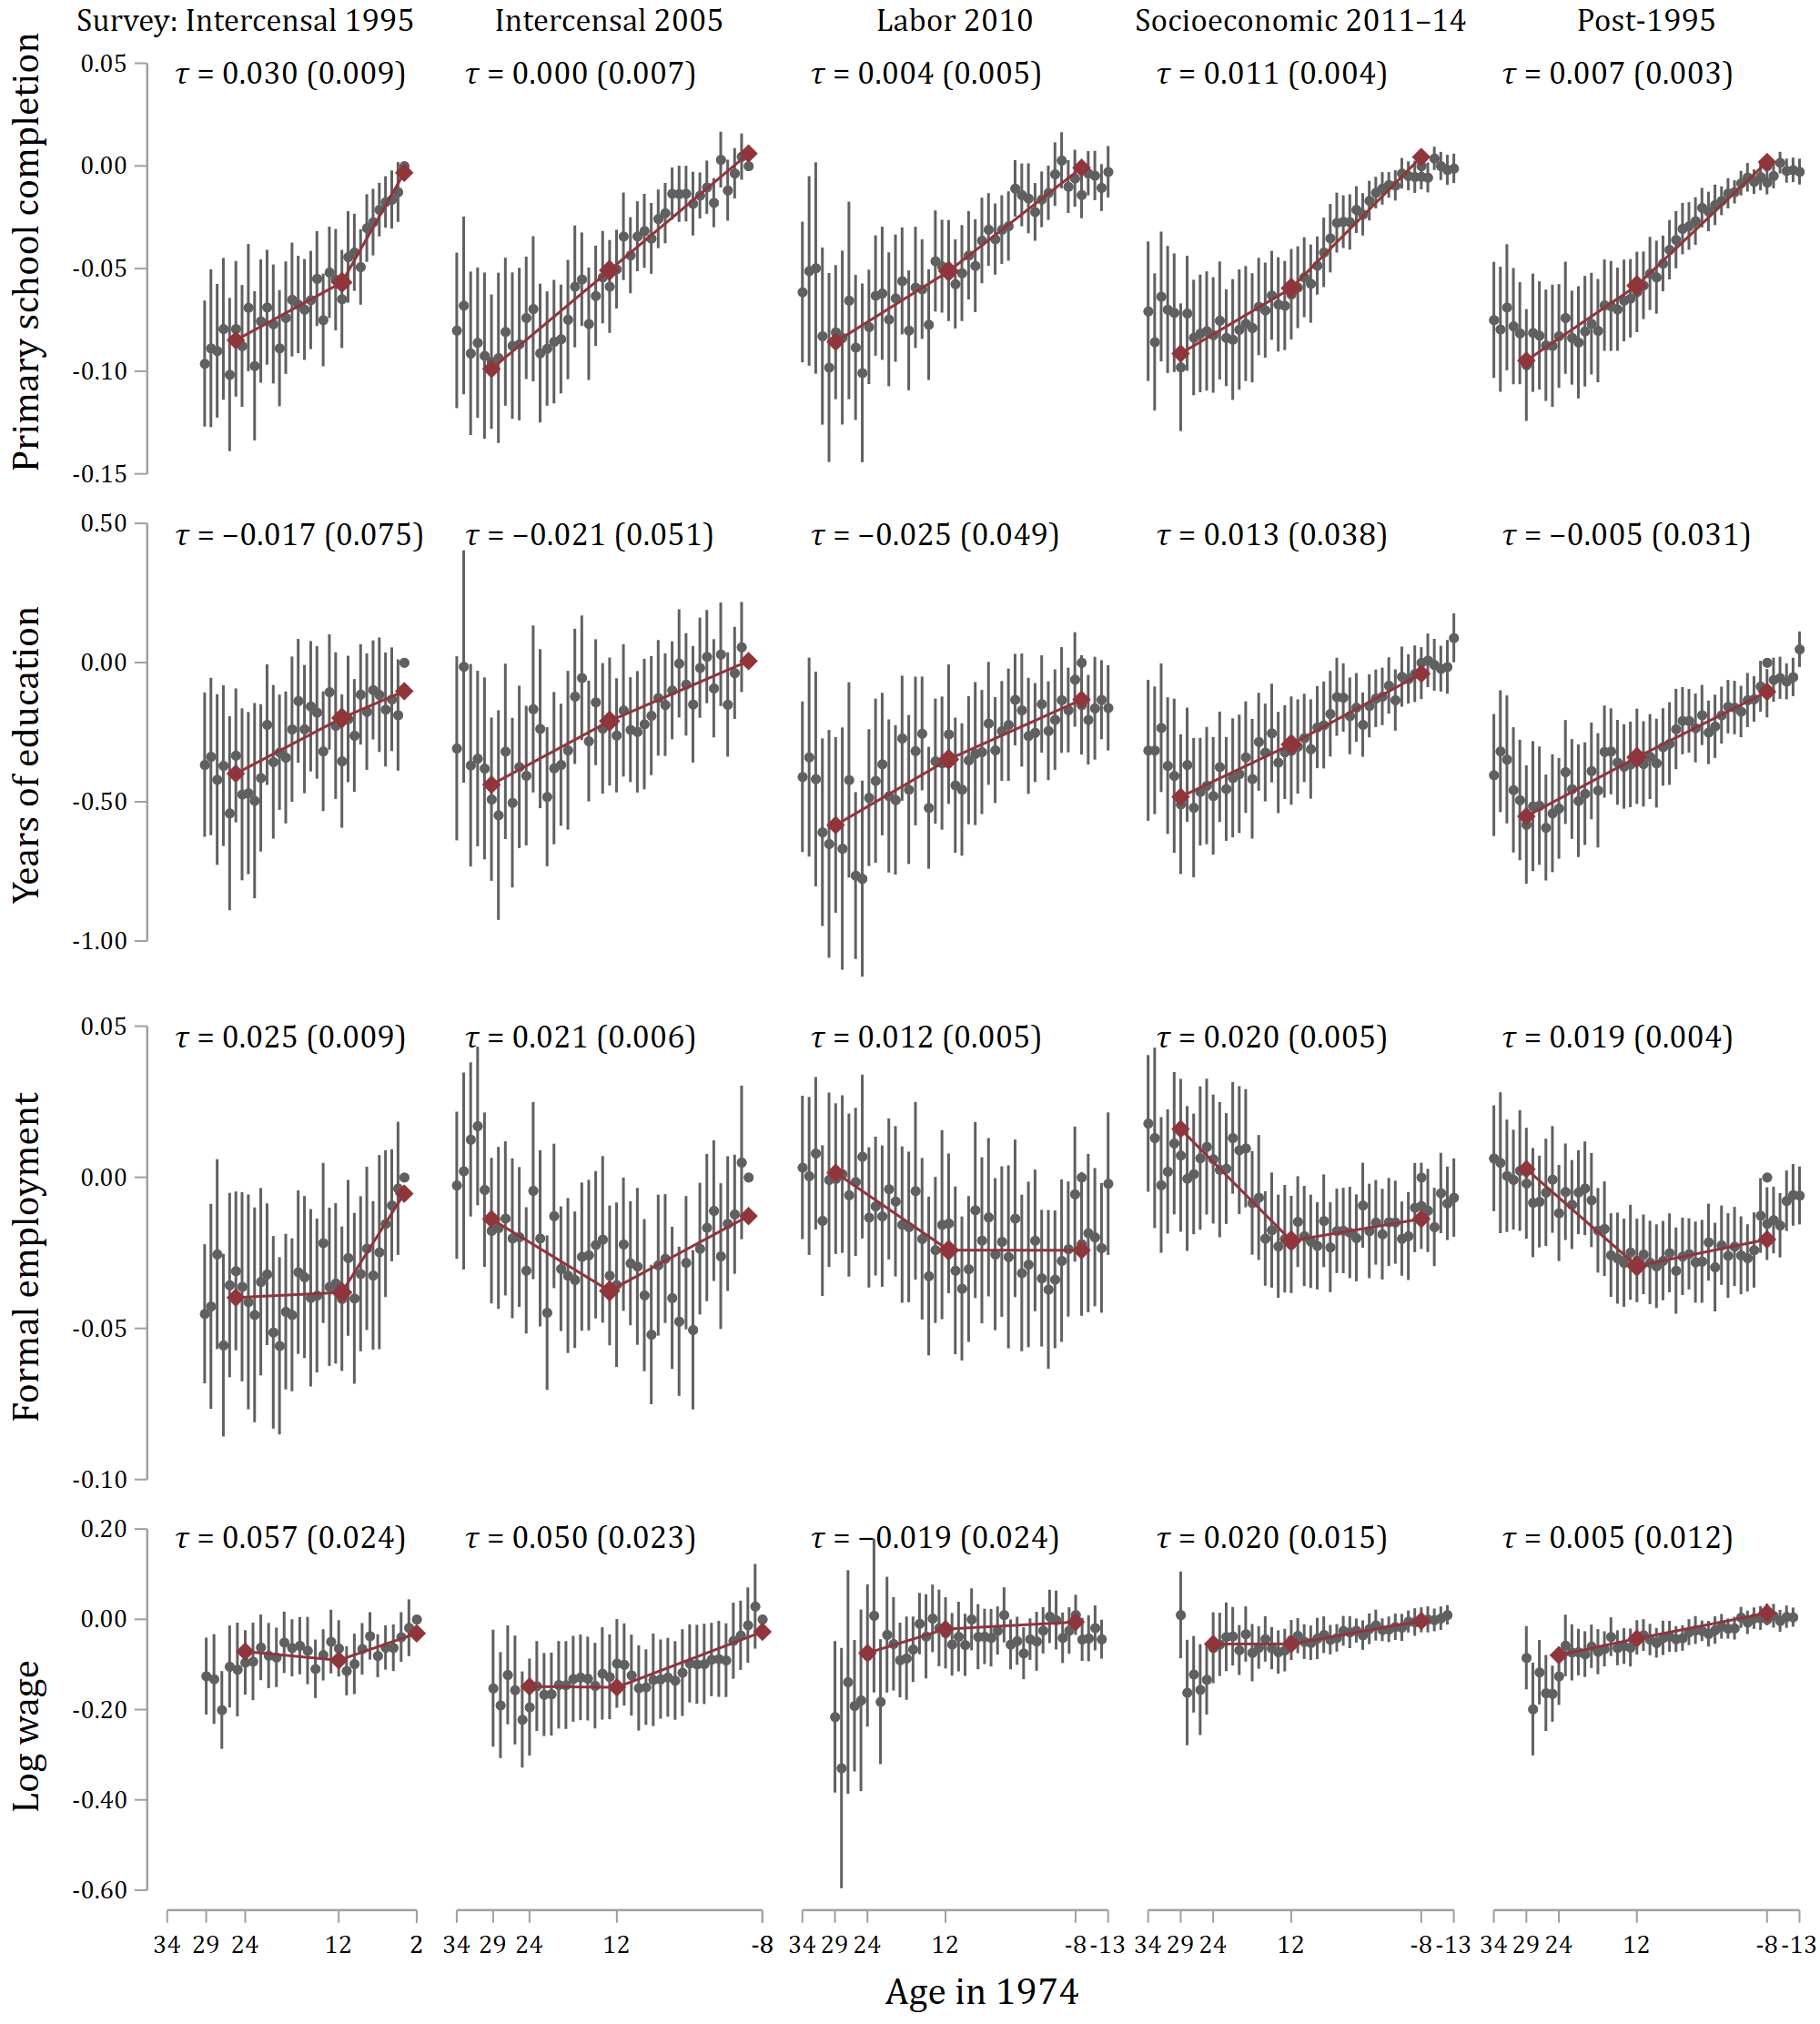 Survey: Intercensal 1995 Intercensal 2005 Labor 2010 Socioeconomic 2011–14 Post-1995
Primary school completion
0.05
0.00
-0.05
-0.10
-0.15
τ = 0.030 (0.009) τ = 0.000 (0.007) τ = 0.004 (0.005) τ = 0.011 (0.004) τ = 0.007 (0.003)
Years of education
0.50
0.00
-0.50
-1.00
τ = −0.017 (0.075) τ = −0.021 (0.051) τ = −0.025 (0.049) τ = 0.013 (0.038) τ = −0.005 (0.031)
Formal employment
0.05
0.00
-0.05
-0.10
τ = 0.025 (0.009) τ = 0.021 (0.006) τ = 0.012 (0.005) τ = 0.020 (0.005) τ = 0.019 (0.004)
Log wage
0.20
0.00
-0.20
-0.40
-0.60
τ = 0.057 (0.024) τ = 0.050 (0.023) τ = −0.019 (0.024) τ = 0.020 (0.015) τ = 0.005 (0.012)
34 29 24 12 2 34 29 24 12 -8 34 29 24 12 -8 -13 34 29 24 12 -8 -13 34 29 24 12 -8 -13
Age in 1974